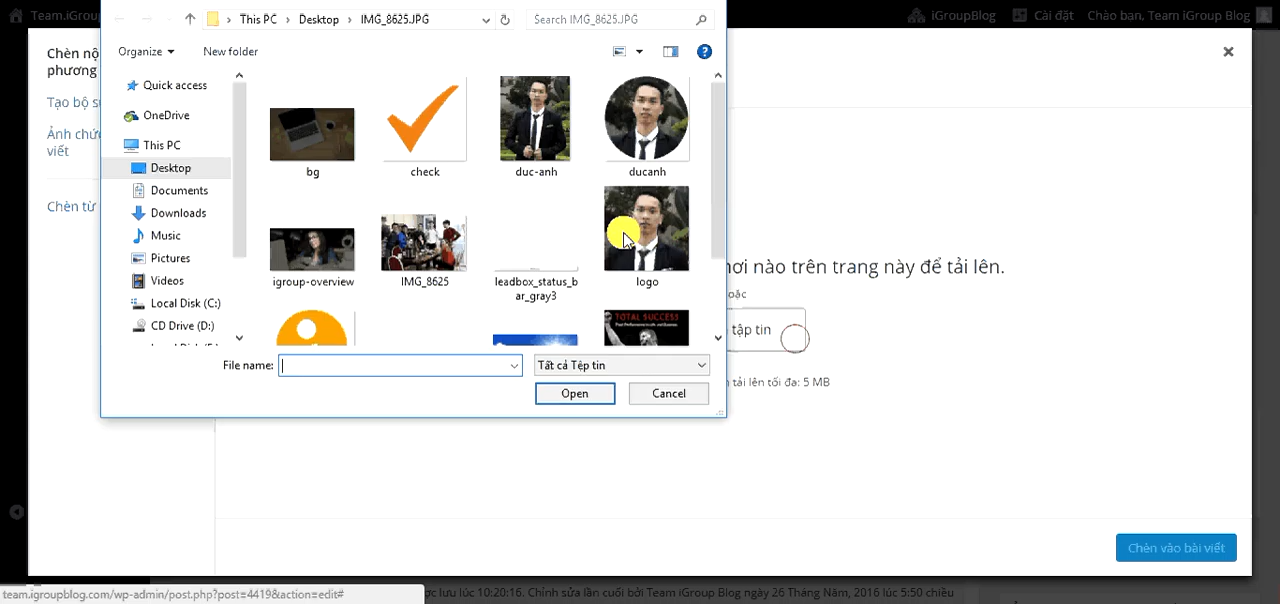 Team.iGrou
iGroupBlog
Cài đặt
Chào bạn, Team iGroup Blog
Chèn nộ
phương
Tạo bộ s
Ảnh chức
viết
Chèn từ
This PC > Desktop > IMG_8625.JPG
Search IMG_8625.JPG
Organize
New folder
Quick access
OneDrive
This PC
Desktop
Documents
Downloads
Music
Pictures
Videos
Local Disk (C:)
CD Drive (D:)
bg
check
duc-anh
ducanh
igroup-overview
IMG_8625
leadbox_status_b
ar_gray3
logo
TOTAL SUCCESS
File name:
Tất cả Tệp tin
Open
Cancel
nơi nào trên trang này để tải lên.
oặc
tập tin
tải lên tối đa: 5 MB
Chèn vào bài viết
team.igroupblog.com/wp-admin/post.php?post=4419&action=edit#
ợc lưu lúc 10:20:16. Chỉnh sửa lần cuối bởi Team iGroup Blog ngày 26 Tháng Năm, 2016 lúc 5:50 chiều